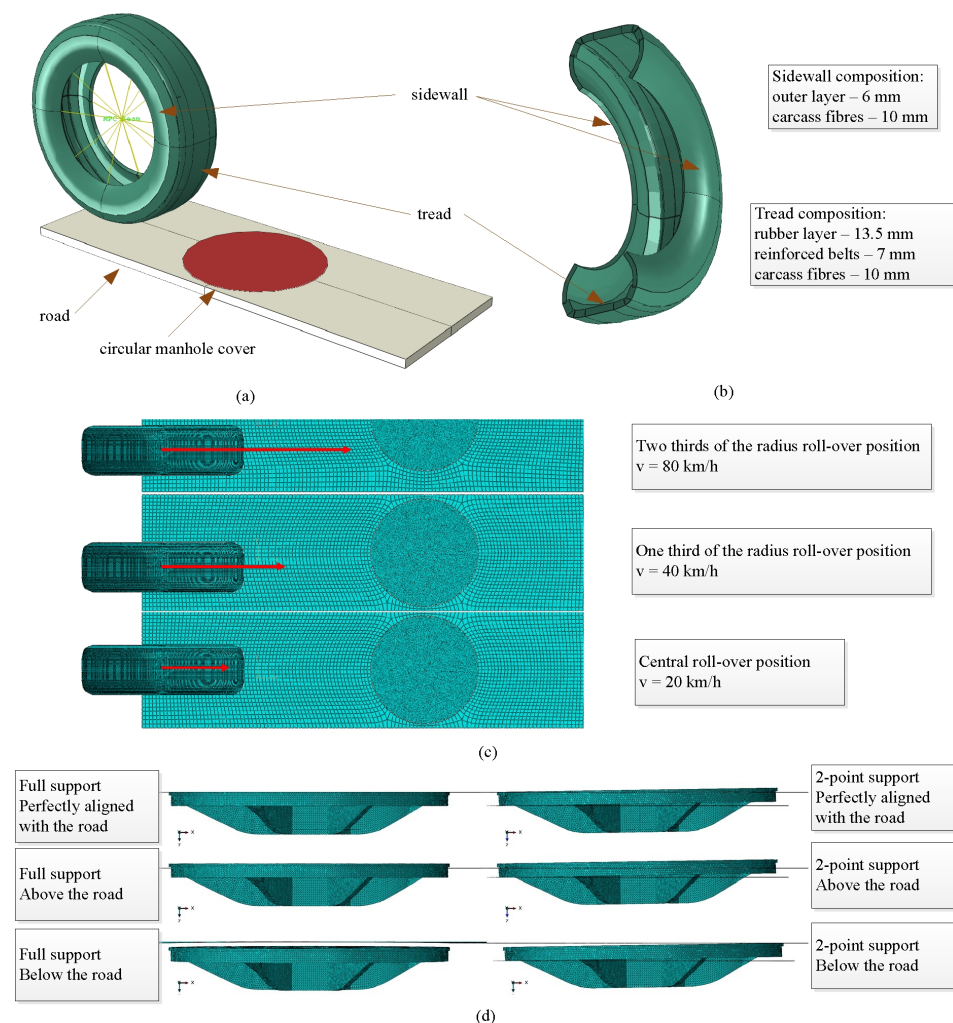 sidewall
tread
road
circular manhole cover
(a)
(b)
Sidewall composition:
outer layer – 6 mm
carcass fibres – 10 mm
Tread composition:
rubber layer – 13.5 mm
reinforced belts – 7 mm
carcass fibres – 10 mm
Two thirds of the radius roll-over position
v = 80 km/h
One third of the radius roll-over position
v = 40 km/h
Central roll-over position
v = 20 km/h
(c)
Full support
Perfectly aligned
with the road
2-point support
Perfectly aligned
with the road
Full support
Above the road
2-point support
Above the road
Full support
Below the road
2-point support
Below the road
(d)